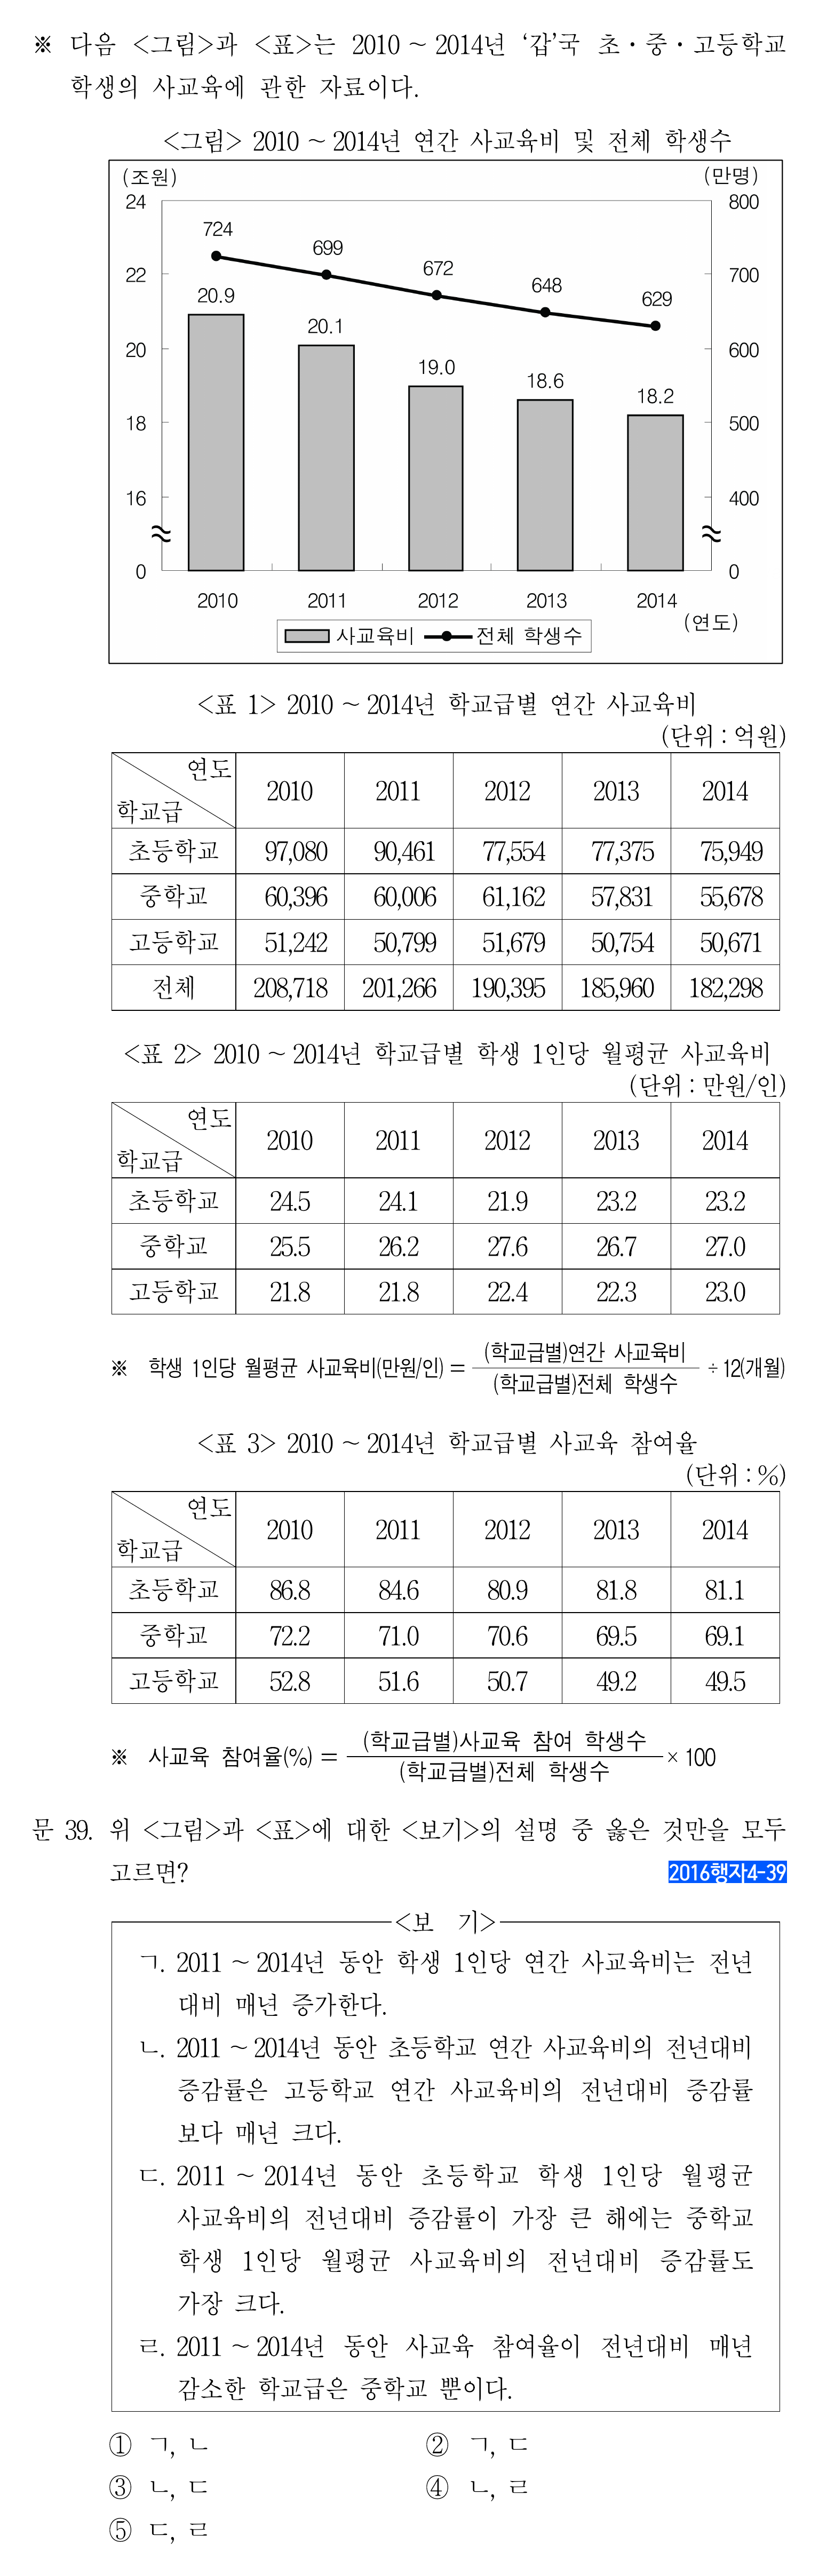 ※ 다음 <그림>과 <표>는 2010 ~ 2014년 ‘갑’국 초·중·고등학교
학생의 사교육에 관한 자료이다.
<그림> 2010 ~ 2014년 연간 사교육비 및 전체 학생수
(조원) (만명)
24 800
724
699
22 672 700
20.9 648 629
20.1
20 19.0 600
18.6 18.2
18 500
16 400
0 0
2010 2011 2012 2013 2014
(연도)
사교육비 전체 학생수
<표 1> 2010 ~ 2014년 학교급별 연간 사교육비
(단위 : 억원)
연도
학교급 2010 2011 2012 2013 2014
초등학교 97,080 90,461 77,554 77,375 75,949
중학교 60,396 60,006 61,162 57,831 55,678
고등학교 51,242 50,799 51,679 50,754 50,671
전체 208,718 201,266 190,395 185,960 182,298
<표 2> 2010 ~ 2014년 학교급별 학생 1인당 월평균 사교육비
(단위 : 만원/인)
연도
학교급 2010 2011 2012 2013 2014
초등학교 24.5 24.1 21.9 23.2 23.2
중학교 25.5 26.2 27.6 26.7 27.0
고등학교 21.8 21.8 22.4 22.3 23.0
(학교급별)연간 사교육비
※ 학생 1인당 월평균 사교육비(만원/인) = ÷ 12(개월)
(학교급별)전체 학생수
<표 3> 2010 ~ 2014년 학교급별 사교육 참여율
(단위 : %)
연도
학교급 2010 2011 2012 2013 2014
초등학교 86.8 84.6 80.9 81.8 81.1
중학교 72.2 71.0 70.6 69.5 69.1
고등학교 52.8 51.6 50.7 49.2 49.5
(학교급별)사교육 참여 학생수
※ 사교육 참여율(%) = × 100
(학교급별)전체 학생수
문 39. 위 <그림>과 <표>에 대한 <보기>의 설명 중 옳은 것만을 모두
고르면? 2016행자4-39
<보 기>
ㄱ. 2011 ~ 2014년 동안 학생 1인당 연간 사교육비는 전년
대비 매년 증가한다.
ㄴ. 2011 ~ 2014년 동안 초등학교 연간 사교육비의 전년대비
증감률은 고등학교 연간 사교육비의 전년대비 증감률
보다 매년 크다.
ㄷ. 2011 ~ 2014년 동안 초등학교 학생 1인당 월평균
사교육비의 전년대비 증감률이 가장 큰 해에는 중학교
학생 1인당 월평균 사교육비의 전년대비 증감률도
가장 크다.
ㄹ. 2011 ~ 2014년 동안 사교육 참여율이 전년대비 매년
감소한 학교급은 중학교 뿐이다.
① ㄱ, ㄴ ② ㄱ, ㄷ
③ ㄴ, ㄷ ④ ㄴ, ㄹ
⑤ ㄷ, ㄹ